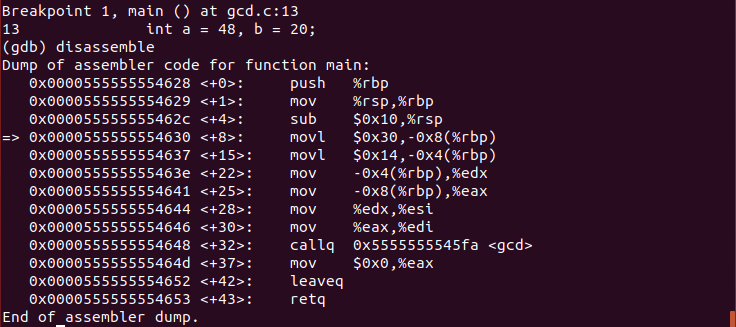 Breakpoint 1, main () at gcd.c:13
13              int a = 48, b = 20;
(gdb) disassemble
Dump of assembler code for function main:
   0x0000555555554628 <+0>:     push   %rbp
   0x0000555555554629 <+1>:     mov    %rsp,%rbp
   0x000055555555462c <+4>:     sub    $0x10,%rsp
=> 0x0000555555554630 <+8>:     movl   $0x30,-0x8(%rbp)
   0x0000555555554637 <+15>:    movl   $0x14,-0x4(%rbp)
   0x000055555555463e <+22>:    mov    -0x4(%rbp),%edx
   0x0000555555554641 <+25>:    mov    -0x8(%rbp),%eax
   0x0000555555554644 <+28>:    mov    %edx,%esi
   0x0000555555554646 <+30>:    mov    %eax,%edi
   0x0000555555554648 <+32>:    callq  0x5555555545fa <gcd>
   0x000055555555464d <+37>:    mov    $0x0,%eax
   0x0000555555554652 <+42>:    leaveq
   0x0000555555554653 <+43>:    retq
End of assembler dump.